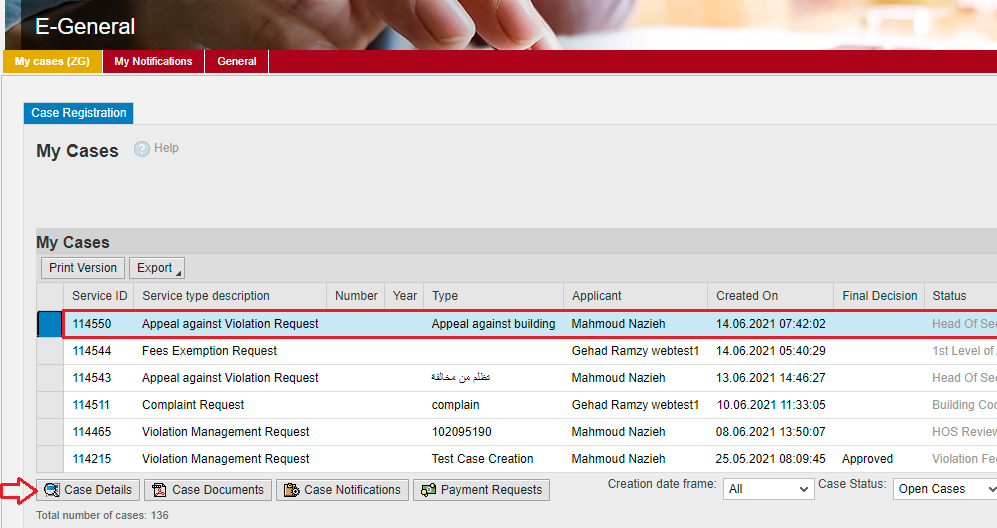 E-General
My cases (ZG) My Notifications General
Case Registration
My Cases ? Help
My Cases
Print Version Export
Service ID Service type description Number Year Type Applicant Created On Final Decision Status
114550 Appeal against Violation Request Appeal against building Mahmoud Nazieh 14.06.2021 07:42:02 Head Of Sec
114544 Fees Exemption Request Gehad Ramzy webtest1 14.06.2021 05:40:29 1st Level of
114543 Appeal against Violation Request تظلم من مخالفة Mahmoud Nazieh 13.06.2021 14:46:27 Head Of Sec
114511 Complaint Request complain Gehad Ramzy webtest1 10.06.2021 11:33:05 Building Coo
114465 Violation Management Request 102095190 Mahmoud Nazieh 08.06.2021 13:50:07 HOS Review
114215 Violation Management Request Test Case Creation Mahmoud Nazieh 25.05.2021 08:09:45 Approved Violation Fee
Case Details Case Documents Case Notifications Payment Requests Creation date frame: All Case Status: Open Cases
Total number of cases: 136